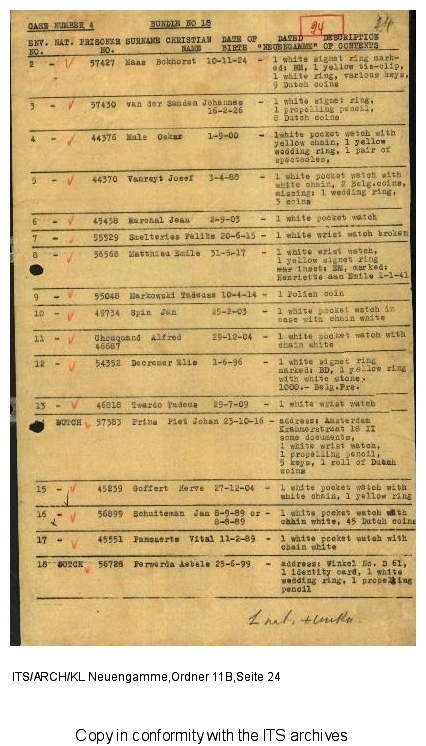 CASE NUMBER 4 BUNDLE NO 18 94 24
ENV. NAT. PRISONER SURNAME CHRISTIAN DATE OF DATED DESCRIPTION
NO. NO. NAME BIRTH "NEUENGAMME" OF CONTENTS
2 - 57427 Maas Bokhorst 10-11-24 - 1 white signet ring mark-
ed: HM, 1 yellow tie-clip,
1 white ring, various keys,
9 Dutch coins
3 - 57430 van der Sanden Johannes - 1 white signet ring,
16-2-26 1 propelling pencil,
8 Dutch coins
4 - 44376 Male Oskar 1-9-00 - 1white pocket watch with
yellow chain, 1 yellow
wedding ring, 1 pair of
spectacles,
5 - 44370 Vanreyt Josef 3-4-88 - 1 white pocket watch with
white chain, 2 Belg.coins,
missing: 1 wedding ring,
3 coins
6 - 45438 Marchal Jean 2-9-03 - 1 white pocket watch
7 - 55529 Smelteries Feliks 20-6-15 - 1 white wrist watch broken
8 - 56568 Matthieu Emile 31-5-17 - 1 white wrist watch,
1 yellow signet ring
inset: EM, marked:
Henriette aan Emile 1-1-41
9 - 55048 Markowski Tadeusz 10-4-14 - 1 Polish coin
10 - 49734 Spin Jan 25-2-03 - 1 white pocket watch in
case with chain white
11 - Chouquand Alfred 29-12-04 - 1 white pocket watch with
46687 chain white
12 - 54352 Decroner Elie 1-6-96 - 1 white signet ring
marked: BD, 1 yellow ring
with white stone.
1000.- Belg.Frs.
13 - 46818 Twardo Tadeus 29-7-09 - 1 white wrist watch
DUTCH 57383 Prins Piet Johan 23-10-16 - address: Amsterdam
18 II
some documents,
1 white wrist watch,
1 propelling pencil,
5 keys, 1 roll of Dutch
coins
15 - 45239 Goffert Herve 27-12-04 - 1 white pocket watch with
white chain, 1 yellow ring
16 - 56899 Schuiteman Jan 8-9-89 or - 1 white pocket watch with
8-8-89 chain white, 45 Dutch coins
17 - 45551 Pansaerts Vital 11-2-89 - 1 white pocket watch with
chain white
18 DUTCH 56728 Ferwerda Aebele 25-6-99 - address: Winkel No. D 61,
1 identity card, 1 white
wedding ring, 1 propelling
pencil
ITS/ARCH/KL Neuengamme,Ordner 11B,Seite 24
Copy in conformity with the ITS archives